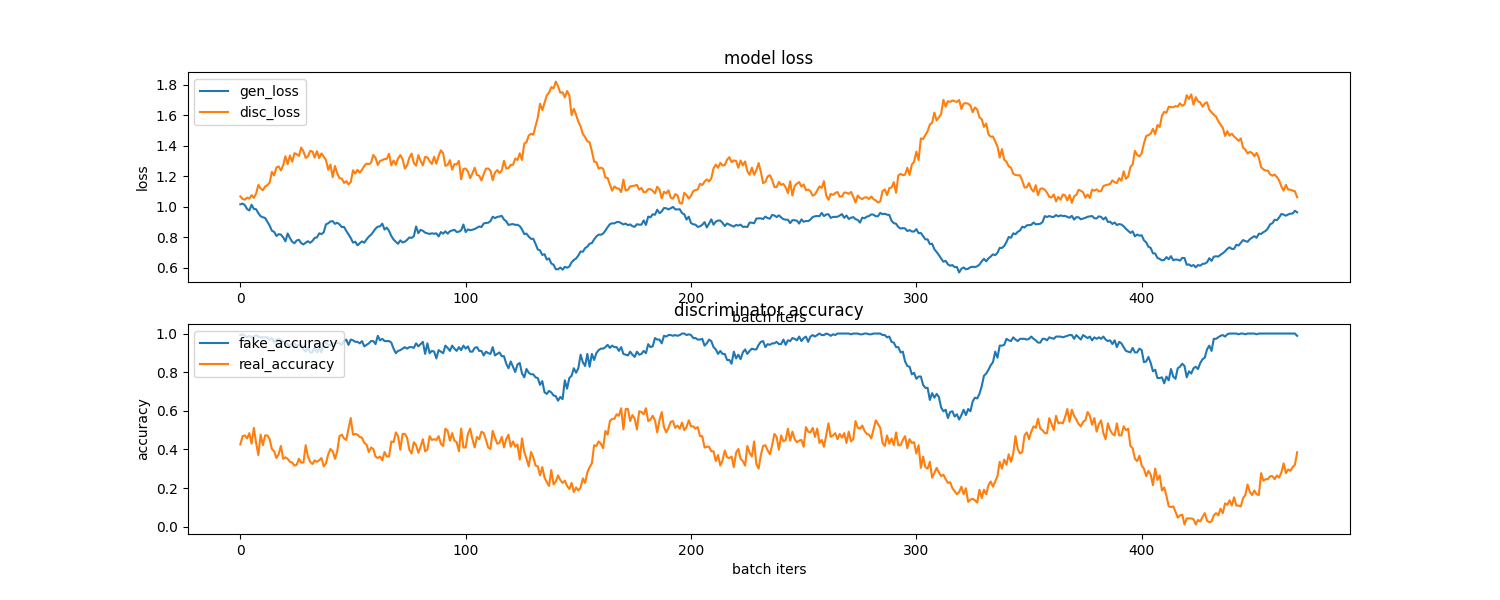 model loss
gen_loss
disc_loss
1.8
1.6
1.4
1.2
1.0
0.8
0.6
loss
0 100 200 300 400
batch iters
discriminator accuracy
fake_accuracy
real_accuracy
1.0
0.8
0.6
0.4
0.2
0.0
accuracy
0 100 200 300 400
batch iters